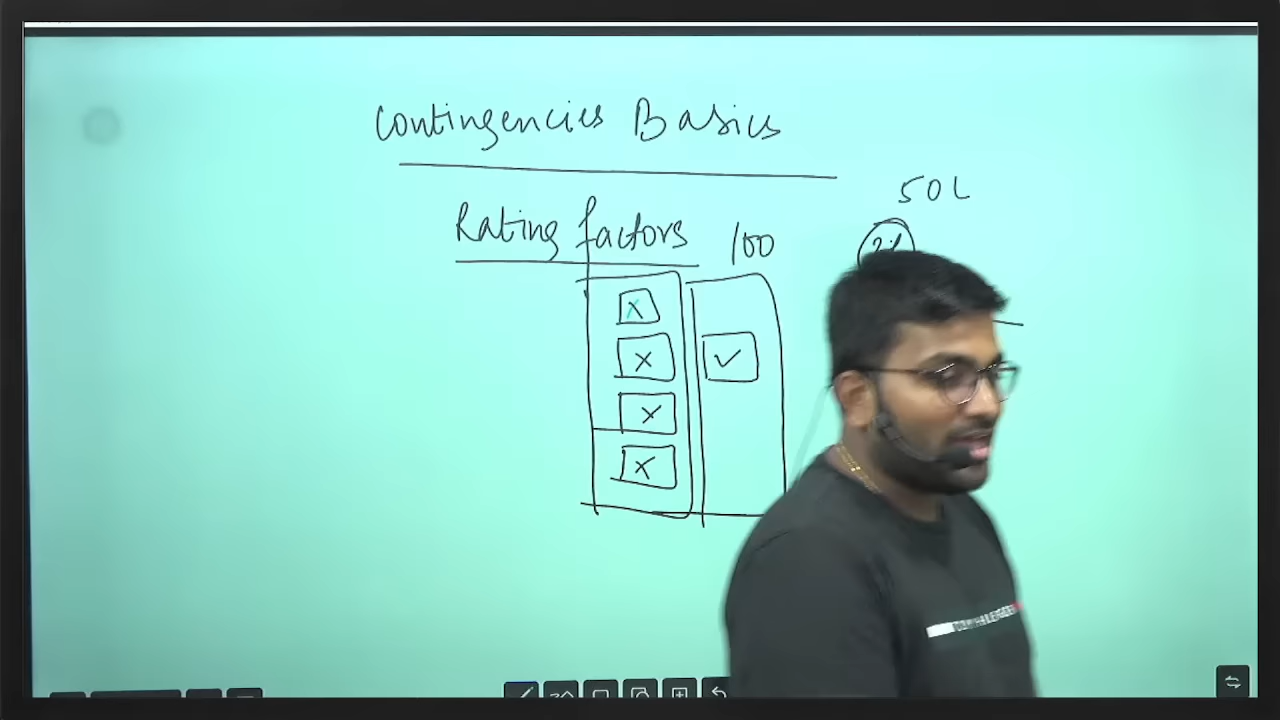 Contingencies Basics
50L
Rating factors 100
x
x ✓
x
x